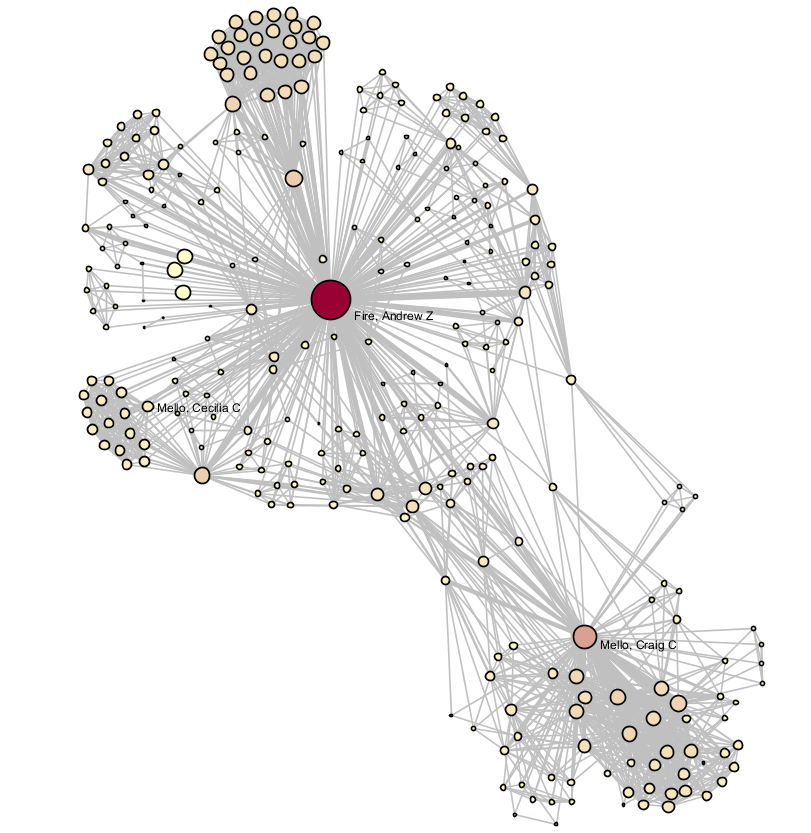 Fire, Andrew Z
Mello, Cecilia C
Mello, Craig C